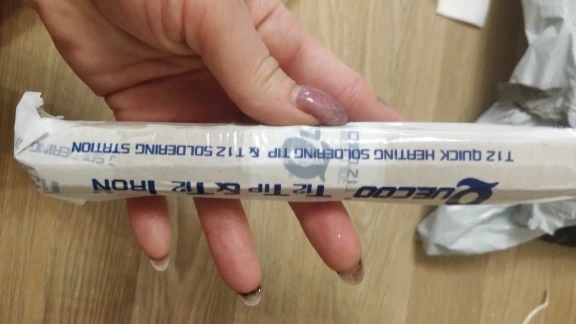 QUECOO T12 TIP & T12 IRON
T12 QUICK HEATING SOLDERING TIP & T12 SOLDERING STATION